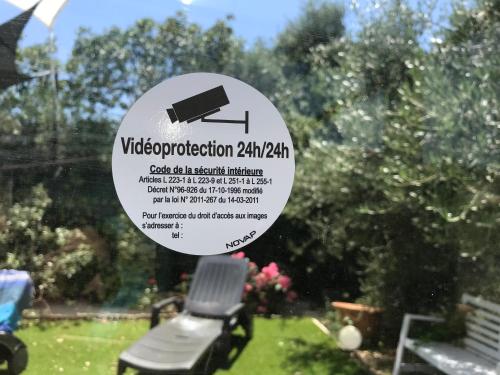 Vidéoprotection 24h/24h
Code de la sécurité intérieure
Articles L 223-1 à L 223-9 et L 251-1 à L 255-1
Décret N°96-926 du 17-10-1996 modifié
par la loi N° 2011-267 du 14-03-2011
Pour l'exercice du droit d'accès aux images
s'adresser à :
tel :
NOVAP